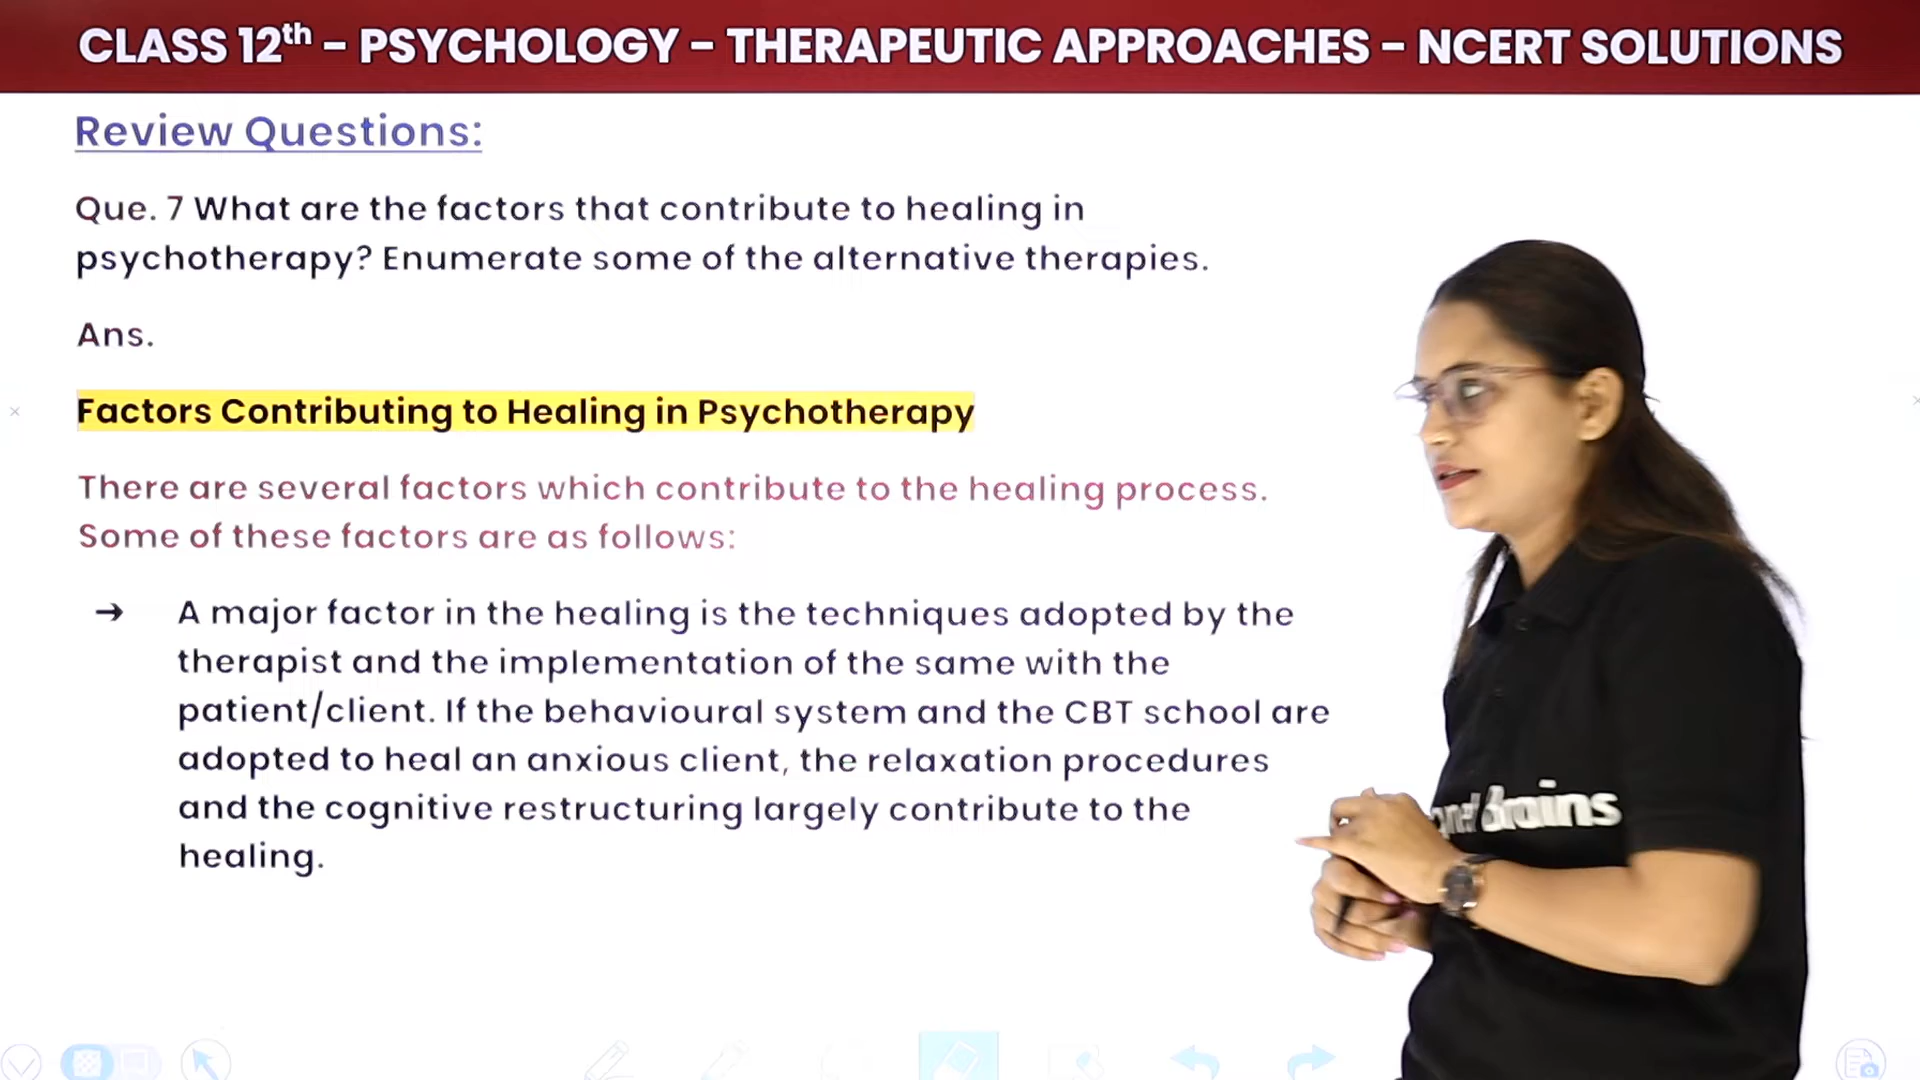 CLASS 12th - PSYCHOLOGY - THERAPEUTIC APPROACHES - NCERT SOLUTIONS
Review Questions:
Que. 7 What are the factors that contribute to healing in
psychotherapy? Enumerate some of the alternative therapies.
Ans.
Factors Contributing to Healing in Psychotherapy
There are several factors which contribute to the healing process.
Some of these factors are as follows:
→ A major factor in the healing is the techniques adopted by the
therapist and the implementation of the same with the
patient/client. If the behavioural system and the CBT school are
adopted to heal an anxious client, the relaxation procedures
and the cognitive restructuring largely contribute to the
healing.
Brains